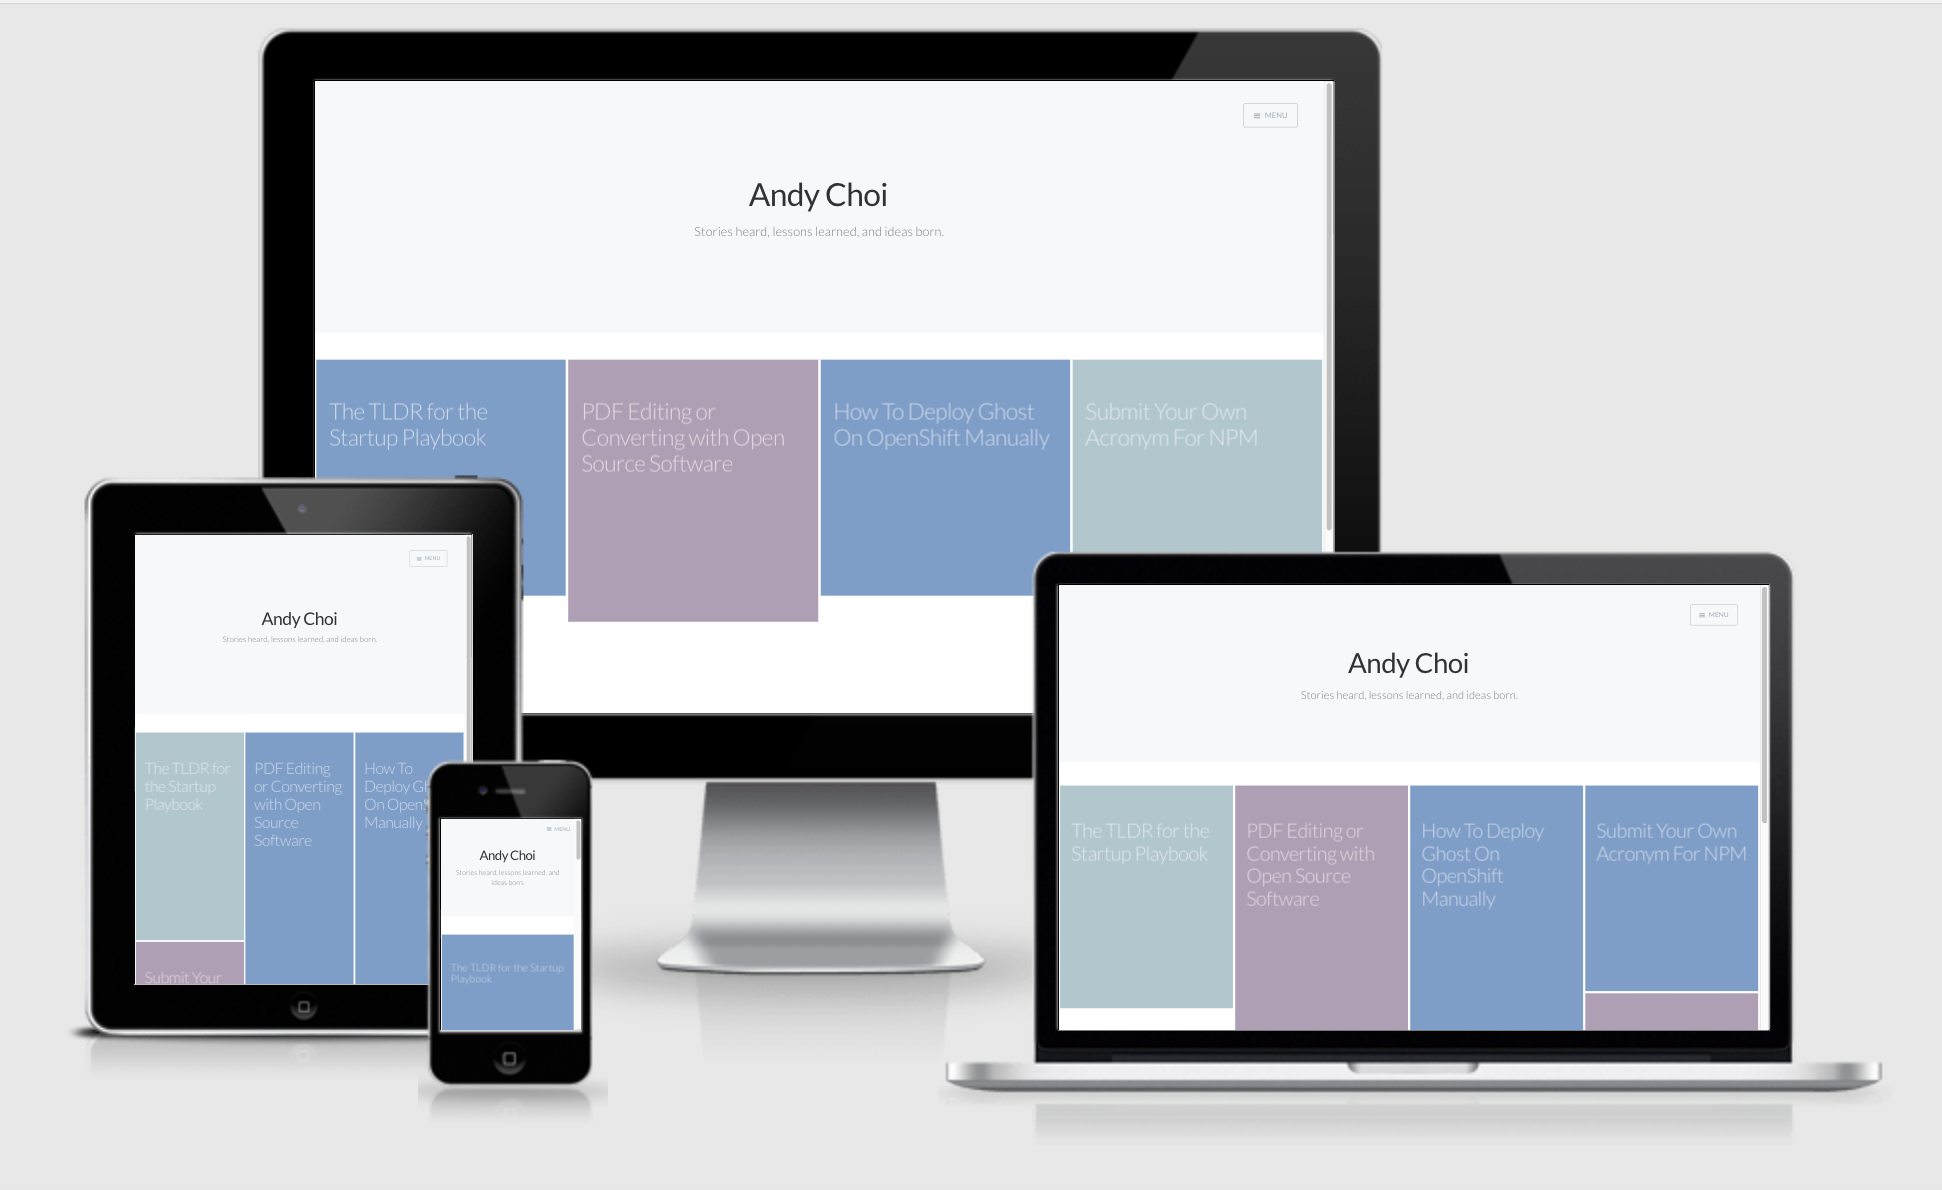 MENU
Andy Choi
Stories heard, lessons learned, and ideas born.
The TLDR for the
Startup Playbook
PDF Editing or
Converting with Open
Source Software
How To Deploy Ghost
On OpenShift Manually
Submit Your Own
Acronym For NPM
MENU
Andy Choi
Stories heard, lessons learned, and ideas born.
The TLDR for
the Startup
Playbook
PDF Editing
or Converting
with Open
Source
Software
How To
Deploy Gh
On Open
Manually
Submit Your
MENU
Andy Choi
Stories heard, lessons learned, and
ideas born.
The TLDR for the Startup
Playbook
MENU
Andy Choi
Stories heard, lessons learned, and ideas born.
The TLDR for the
Startup Playbook
PDF Editing or
Converting with
Open Source
Software
How To Deploy
Ghost On
OpenShift
Manually
Submit Your Own
Acronym For NPM